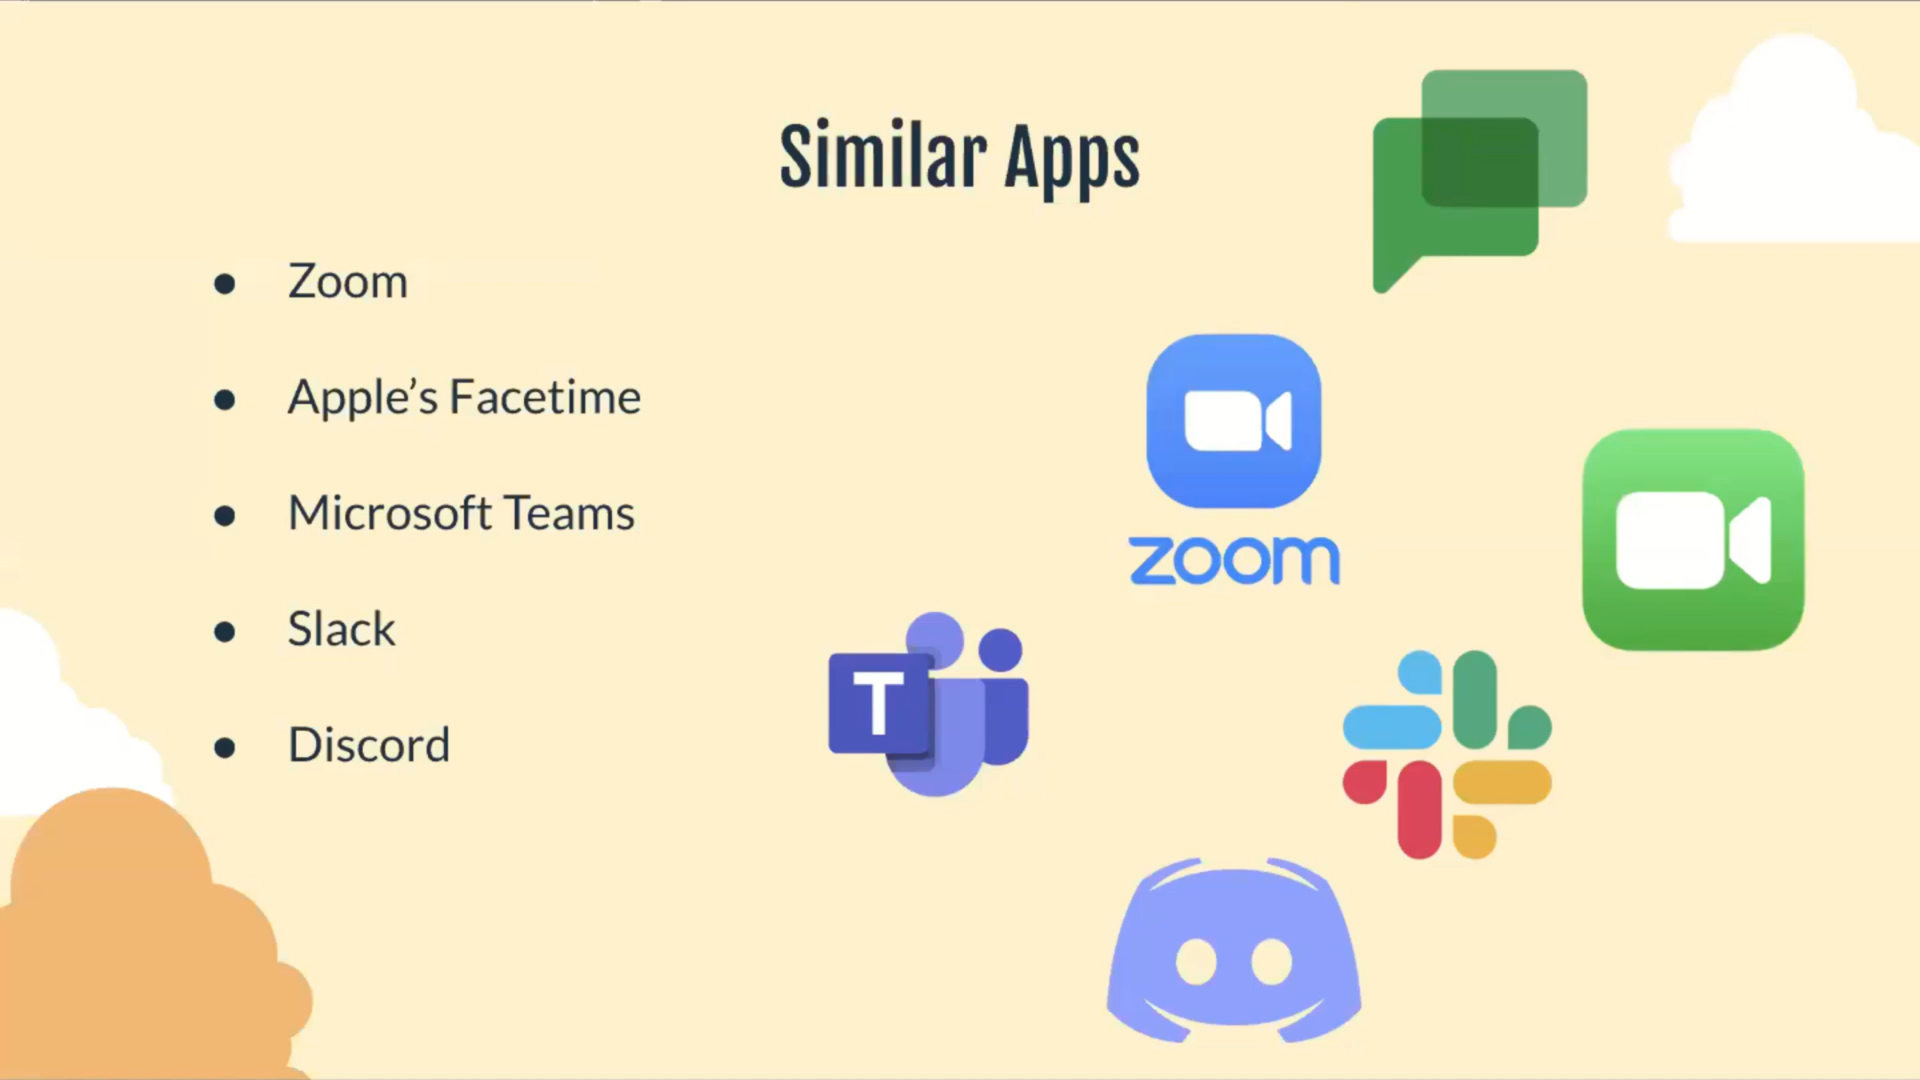 Similar Apps
Zoom
Apple’s Facetime
Microsoft Teams
Slack
Discord
zoom
T